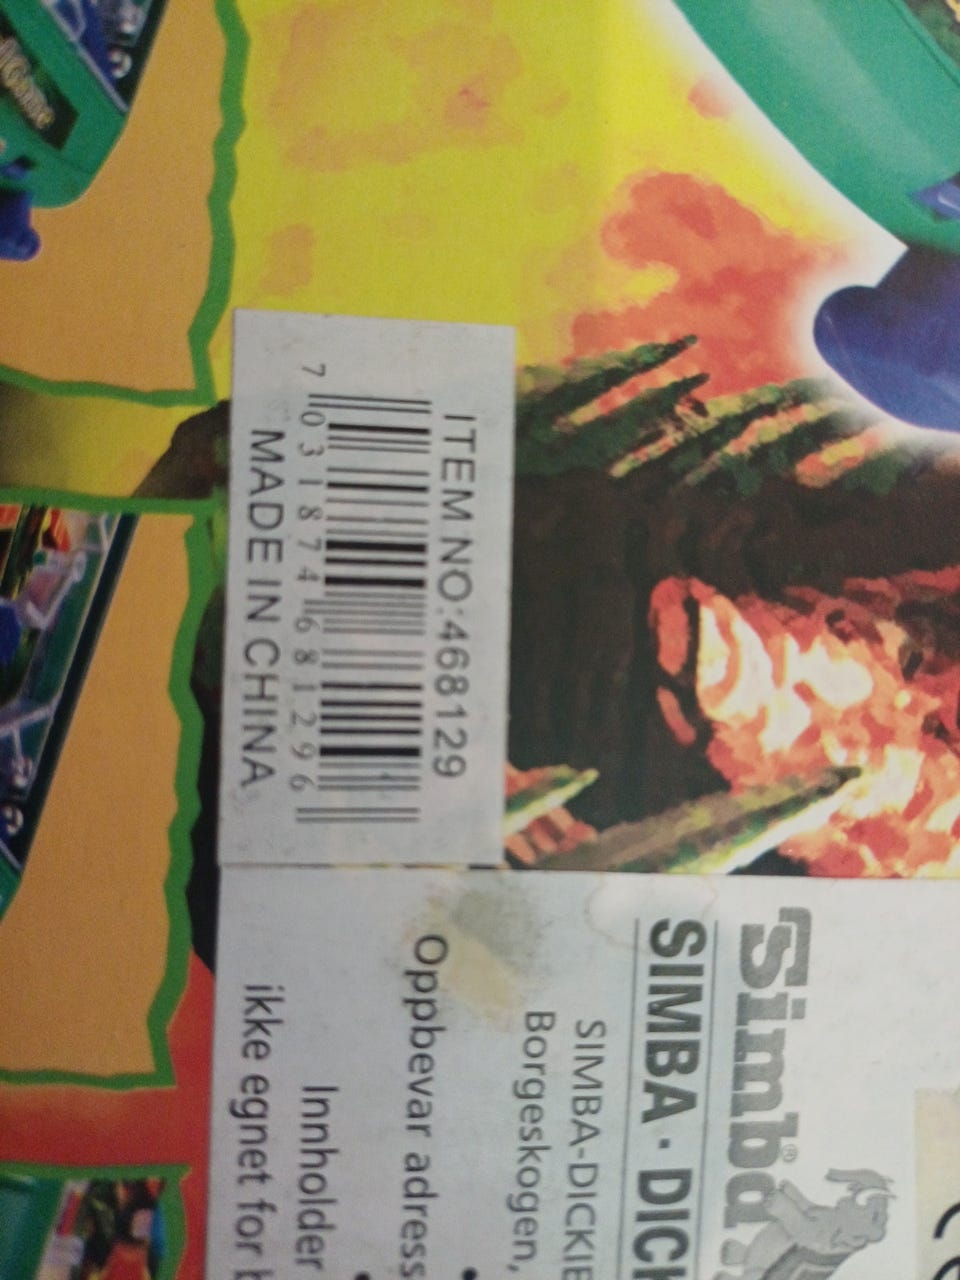 ITEM NO:468129
7 031874 681296
MADE IN CHINA
Simba®
SIMBA·DICK
SIMBA-DICKIE
Borgeskogen,
Oppbevar adress
Innholder
ikke egnet for b